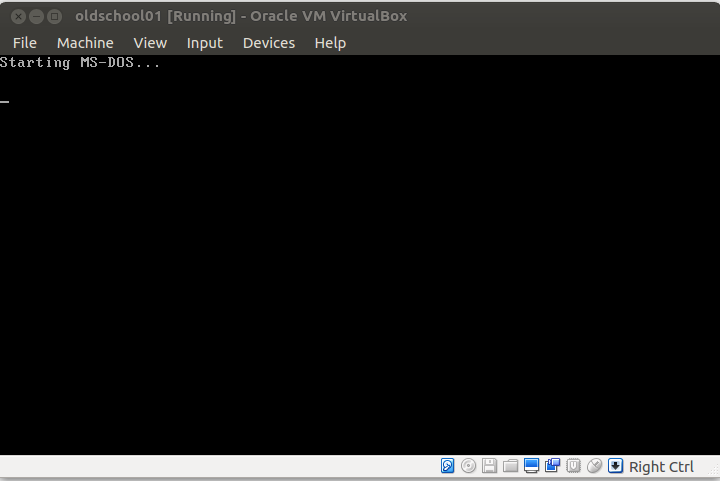 oldschool01 [Running] - Oracle VM VirtualBox
File Machine View Input Devices Help
Starting MS-DOS...
Right Ctrl